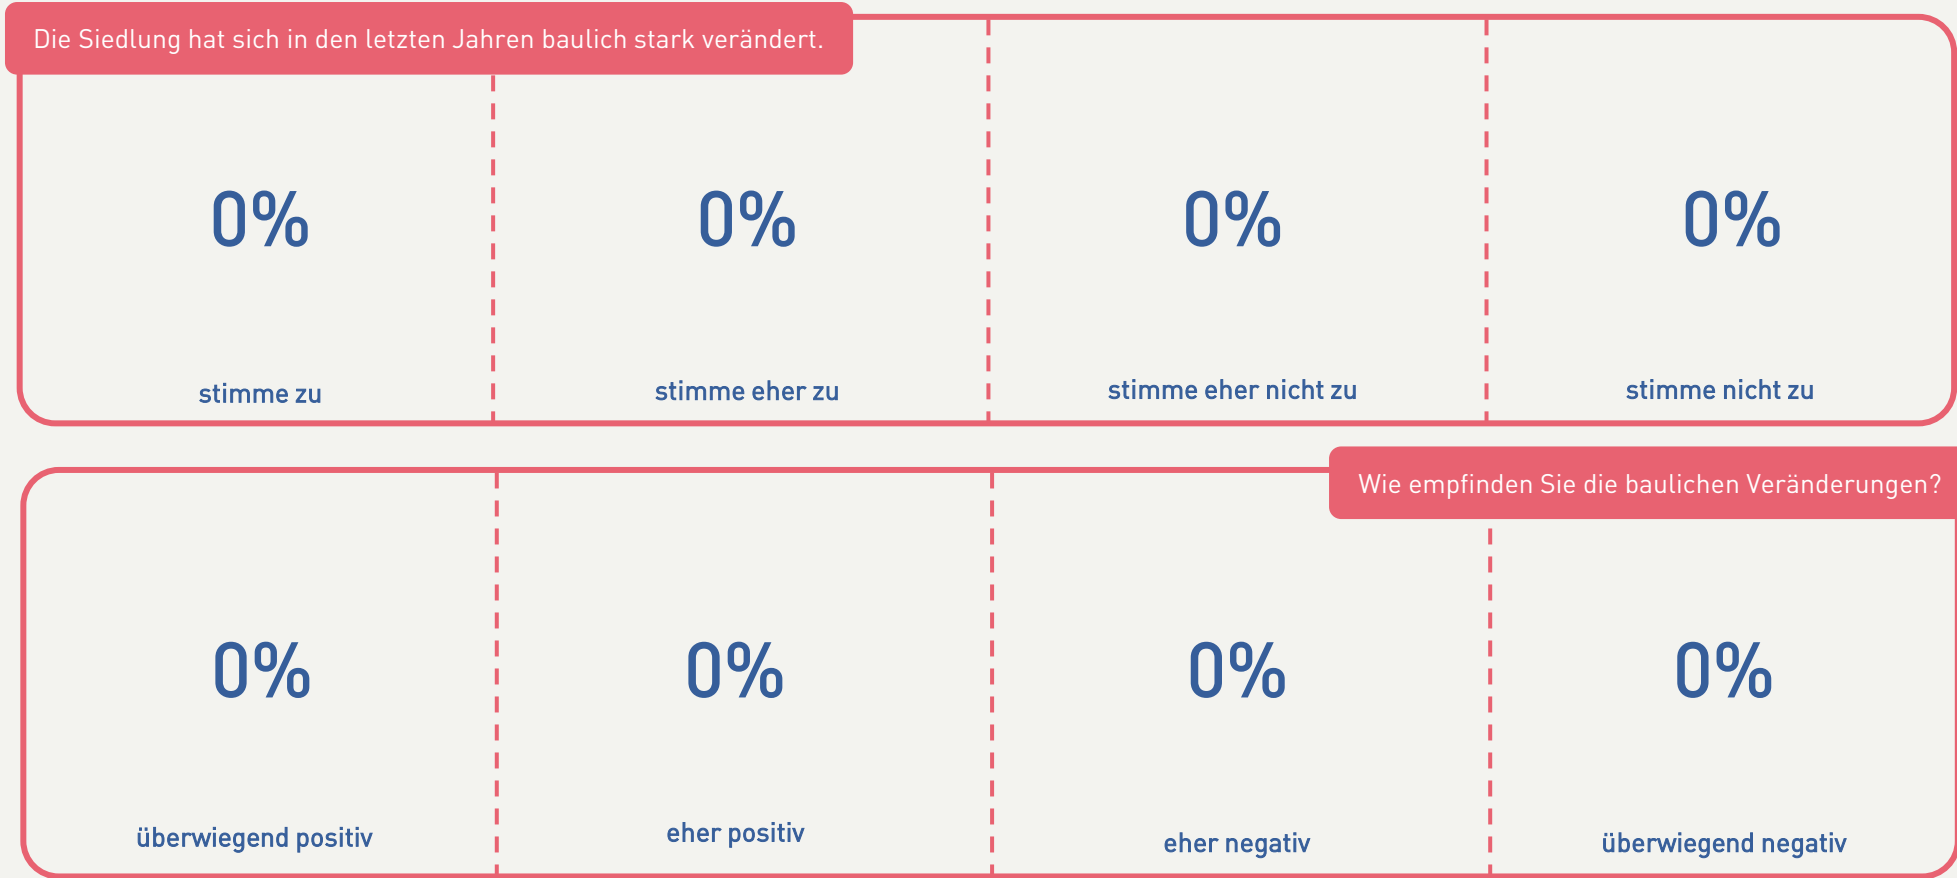 Die Siedlung hat sich in den letzten Jahren baulich stark verändert.
0% 0% 0% 0%
stimme zu stimme eher zu stimme eher nicht zu stimme nicht zu
Wie empfinden Sie die baulichen Veränderungen?
0% 0% 0% 0%
überwiegend positiv eher positiv eher negativ überwiegend negativ